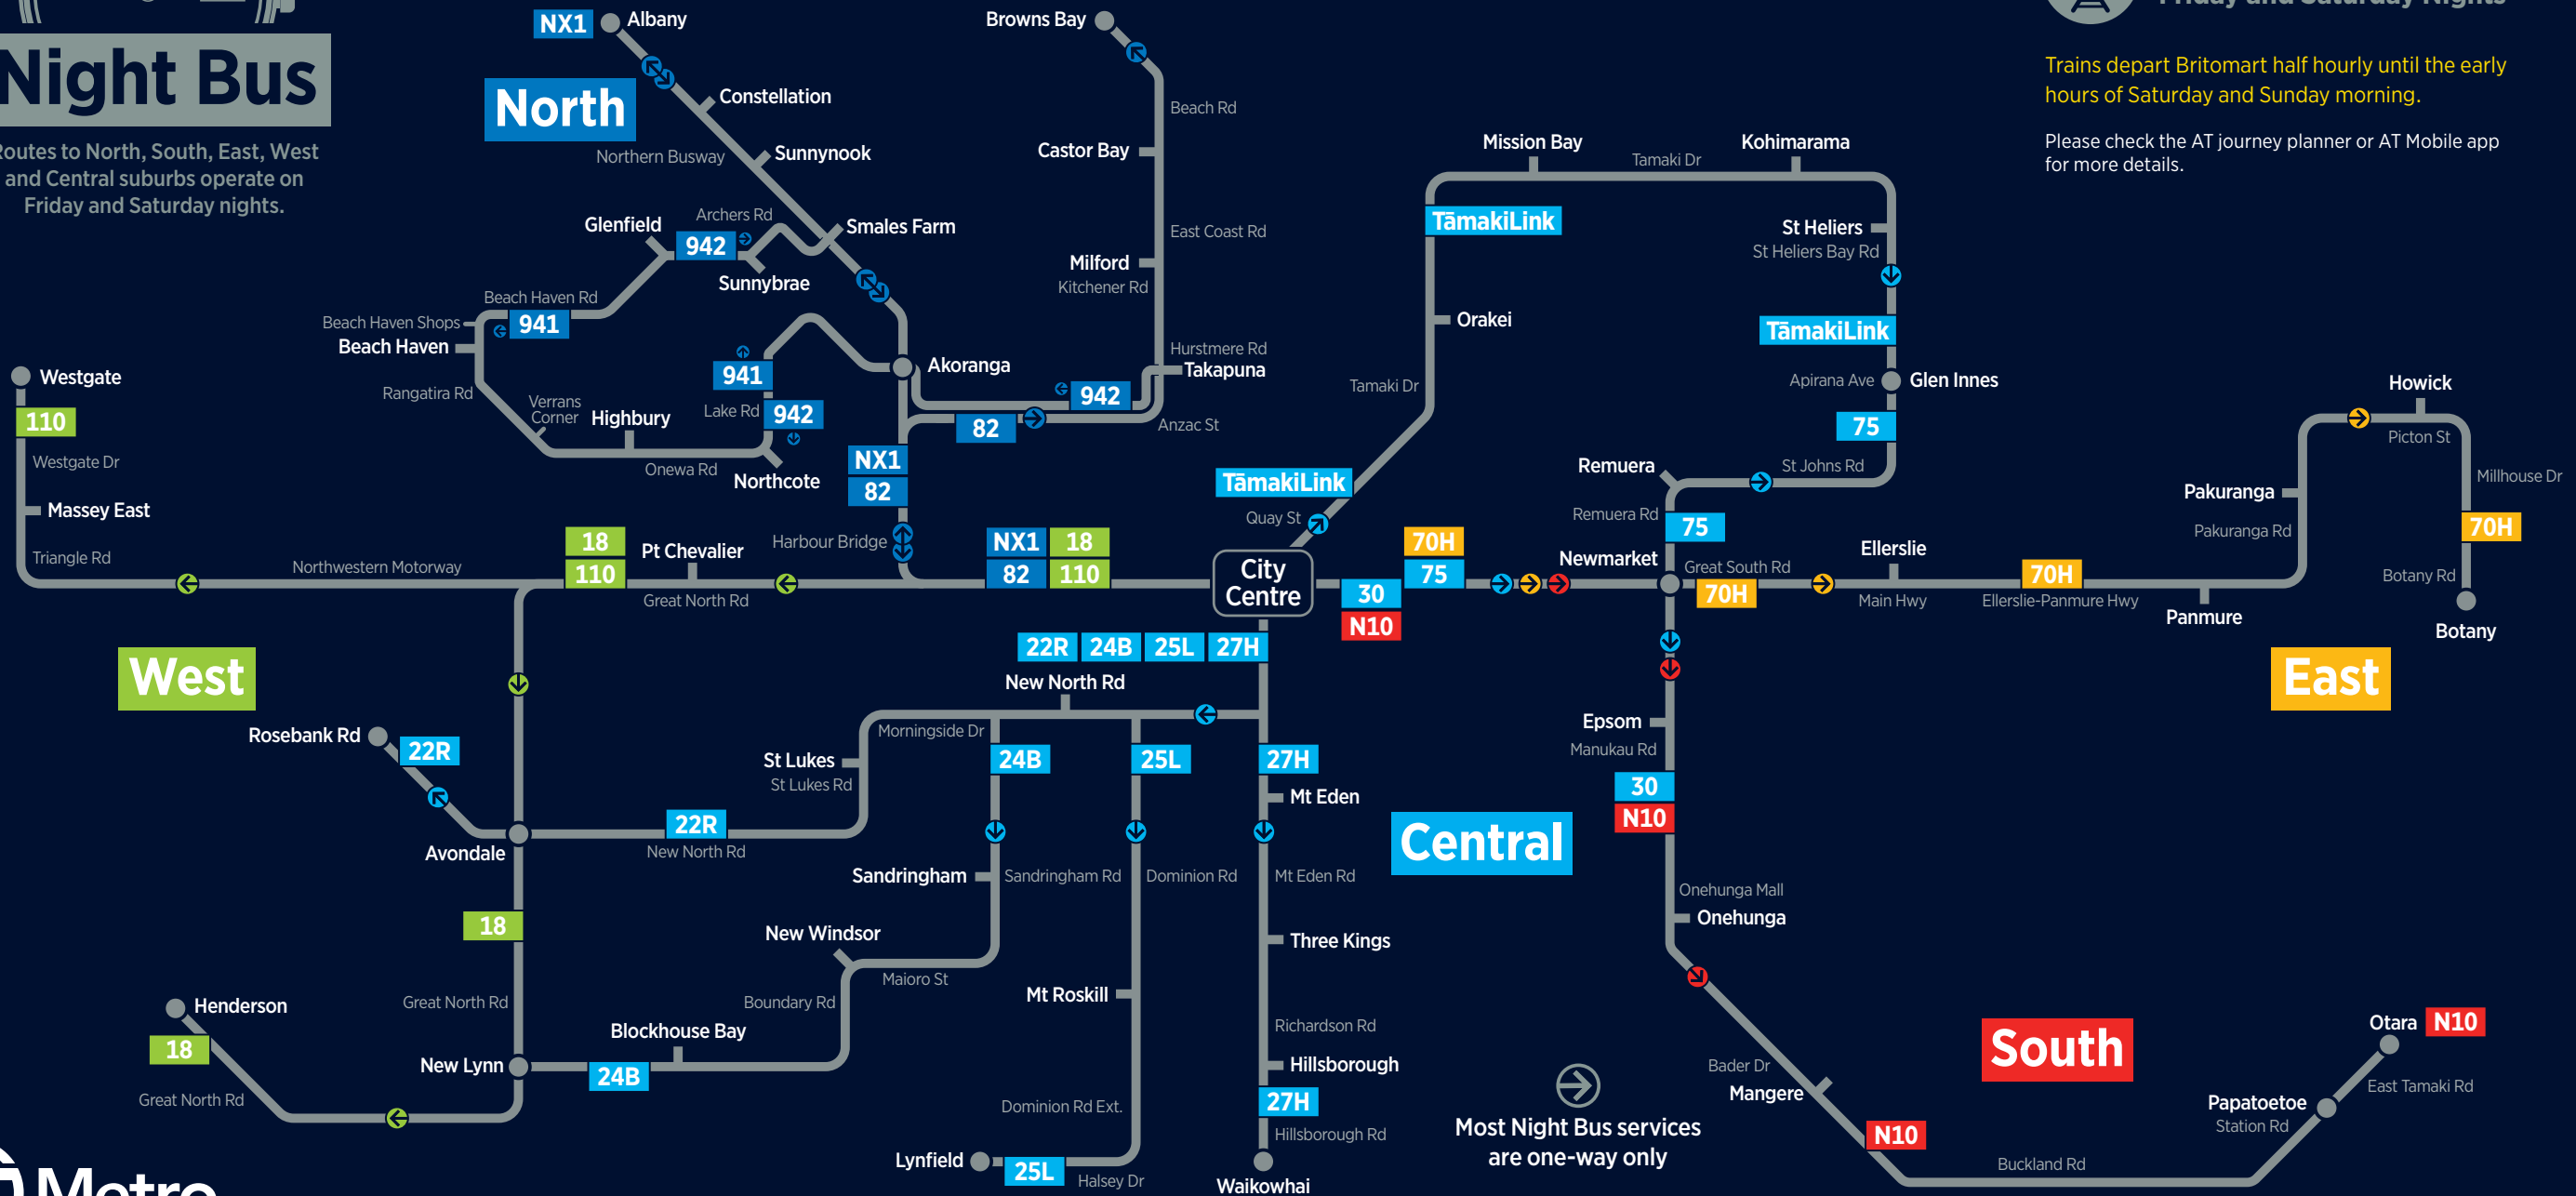 Night Bus
Routes to North, South, East, West
and Central suburbs operate on
Friday and Saturday nights.
Friday and Saturday Nights
Trains depart Britomart half hourly until the early
hours of Saturday and Sunday morning.
Please check the AT journey planner or AT Mobile app
for more details.
North
NX1
Albany
Constellation
Northern Busway
Sunnynook
Archers Rd
Smales Farm
Glenfield
942
Sunnybrae
Beach Haven Rd
941
Beach Haven Shops
Beach Haven
Rangatira Rd
Verrans
Corner
Highbury
Onewa Rd
Northcote
941
Lake Rd
942
Akoranga
Browns Bay
Beach Rd
Castor Bay
East Coast Rd
Milford
Kitchener Rd
Hurstmere Rd
Takapuna
942
82
Anzac St
NX1
82
Harbour Bridge
NX1
18
82
110
Westgate
110
Westgate Dr
Massey East
Triangle Rd
Northwestern Motorway
18
110
Pt Chevalier
Great North Rd
West
City
Centre
TāmakiLink
Quay St
Tamaki Dr
Orakei
TāmakiLink
Mission Bay
Tamaki Dr
Kohimarama
St Heliers
St Heliers Bay Rd
TāmakiLink
Apirana Ave
Glen Innes
75
St Johns Rd
Remuera
Remuera Rd
75
70H
75
30
N10
Newmarket
Great South Rd
70H
Ellerslie
Main Hwy
70H
Ellerslie-Panmure Hwy
Panmure
Pakuranga
Pakuranga Rd
Howick
Picton St
Millhouse Dr
70H
Botany Rd
Botany
East
22R
24B
25L
27H
New North Rd
Morningside Dr
St Lukes
St Lukes Rd
22R
New North Rd
Rosebank Rd
22R
Avondale
18
Great North Rd
Henderson
18
Great North Rd
New Lynn
24B
Blockhouse Bay
Boundary Rd
New Windsor
Maioro St
24B
Sandringham
Sandringham Rd
25L
Dominion Rd
Mt Roskill
Dominion Rd Ext.
Lynfield
25L
Halsey Dr
27H
Mt Eden
Mt Eden Rd
Three Kings
Richardson Rd
Hillsborough
27H
Hillsborough Rd
Waikowhai
Central
Epsom
Manukau Rd
30
N10
Onehunga Mall
Onehunga
Bader Dr
Mangere
N10
Buckland Rd
Papatoetoe
Station Rd
East Tamaki Rd
Otara
N10
South
Most Night Bus services
are one-way only
Metro